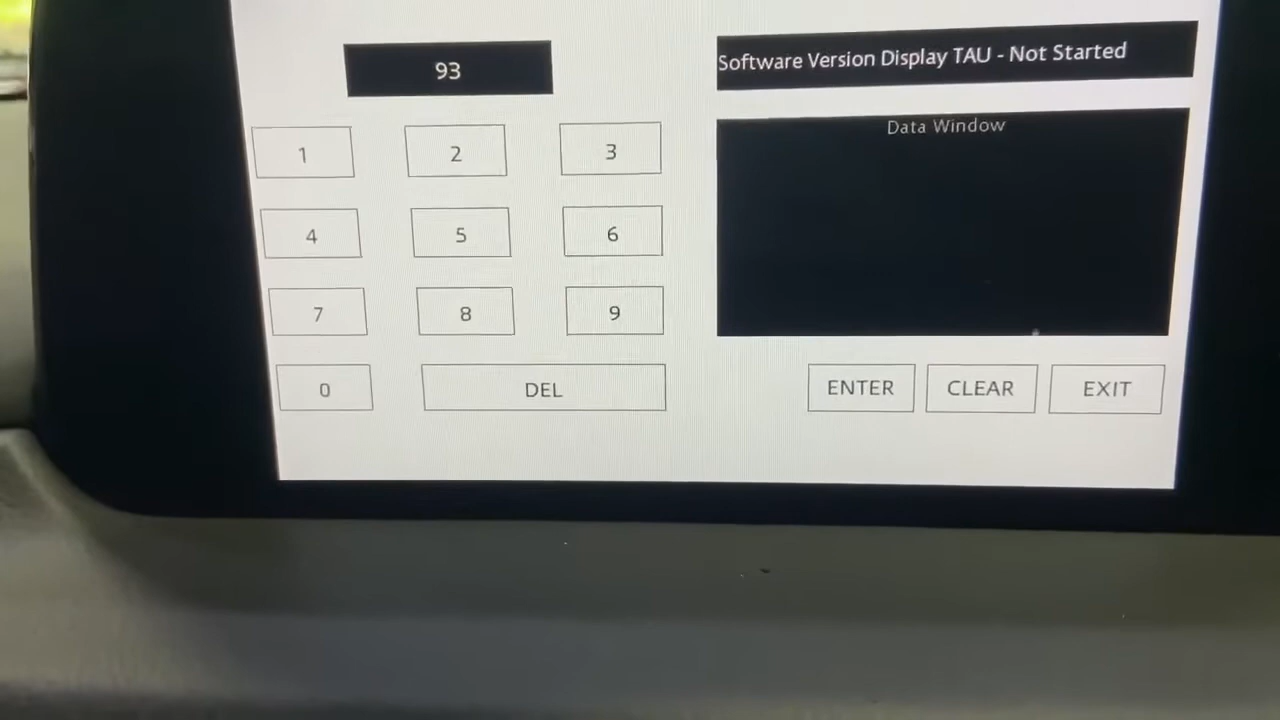 93
Software Version Display TAU - Not Started
Data Window
1 2 3
4 5 6
7 8 9
0 DEL
ENTER CLEAR EXIT